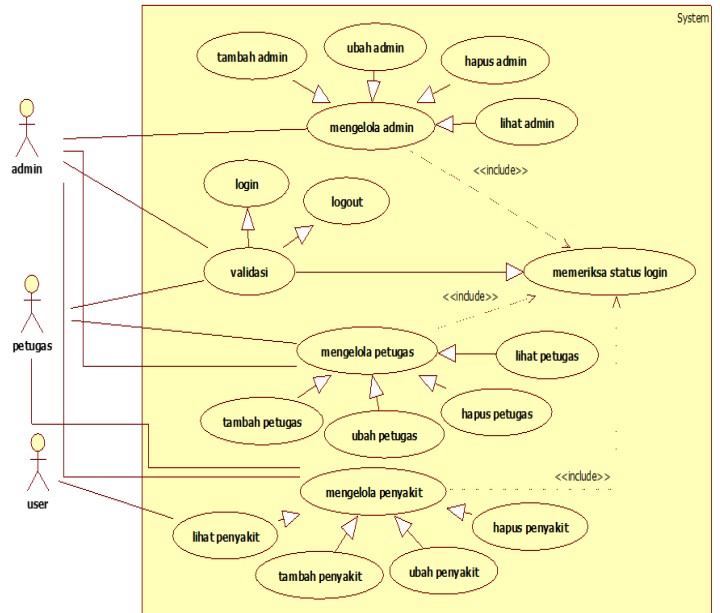 System
ubah admin
tambah admin
hapus admin
lihat admin
mengelola admin
admin
<<include>>
login
logout
validasi
memeriksa status login
<<include>>
petugas
mengelola petugas
lihat petugas
tambah petugas
hapus petugas
ubah petugas
<<include>>
mengelola penyakit
user
lihat penyakit
hapus penyakit
tambah penyakit
ubah penyakit